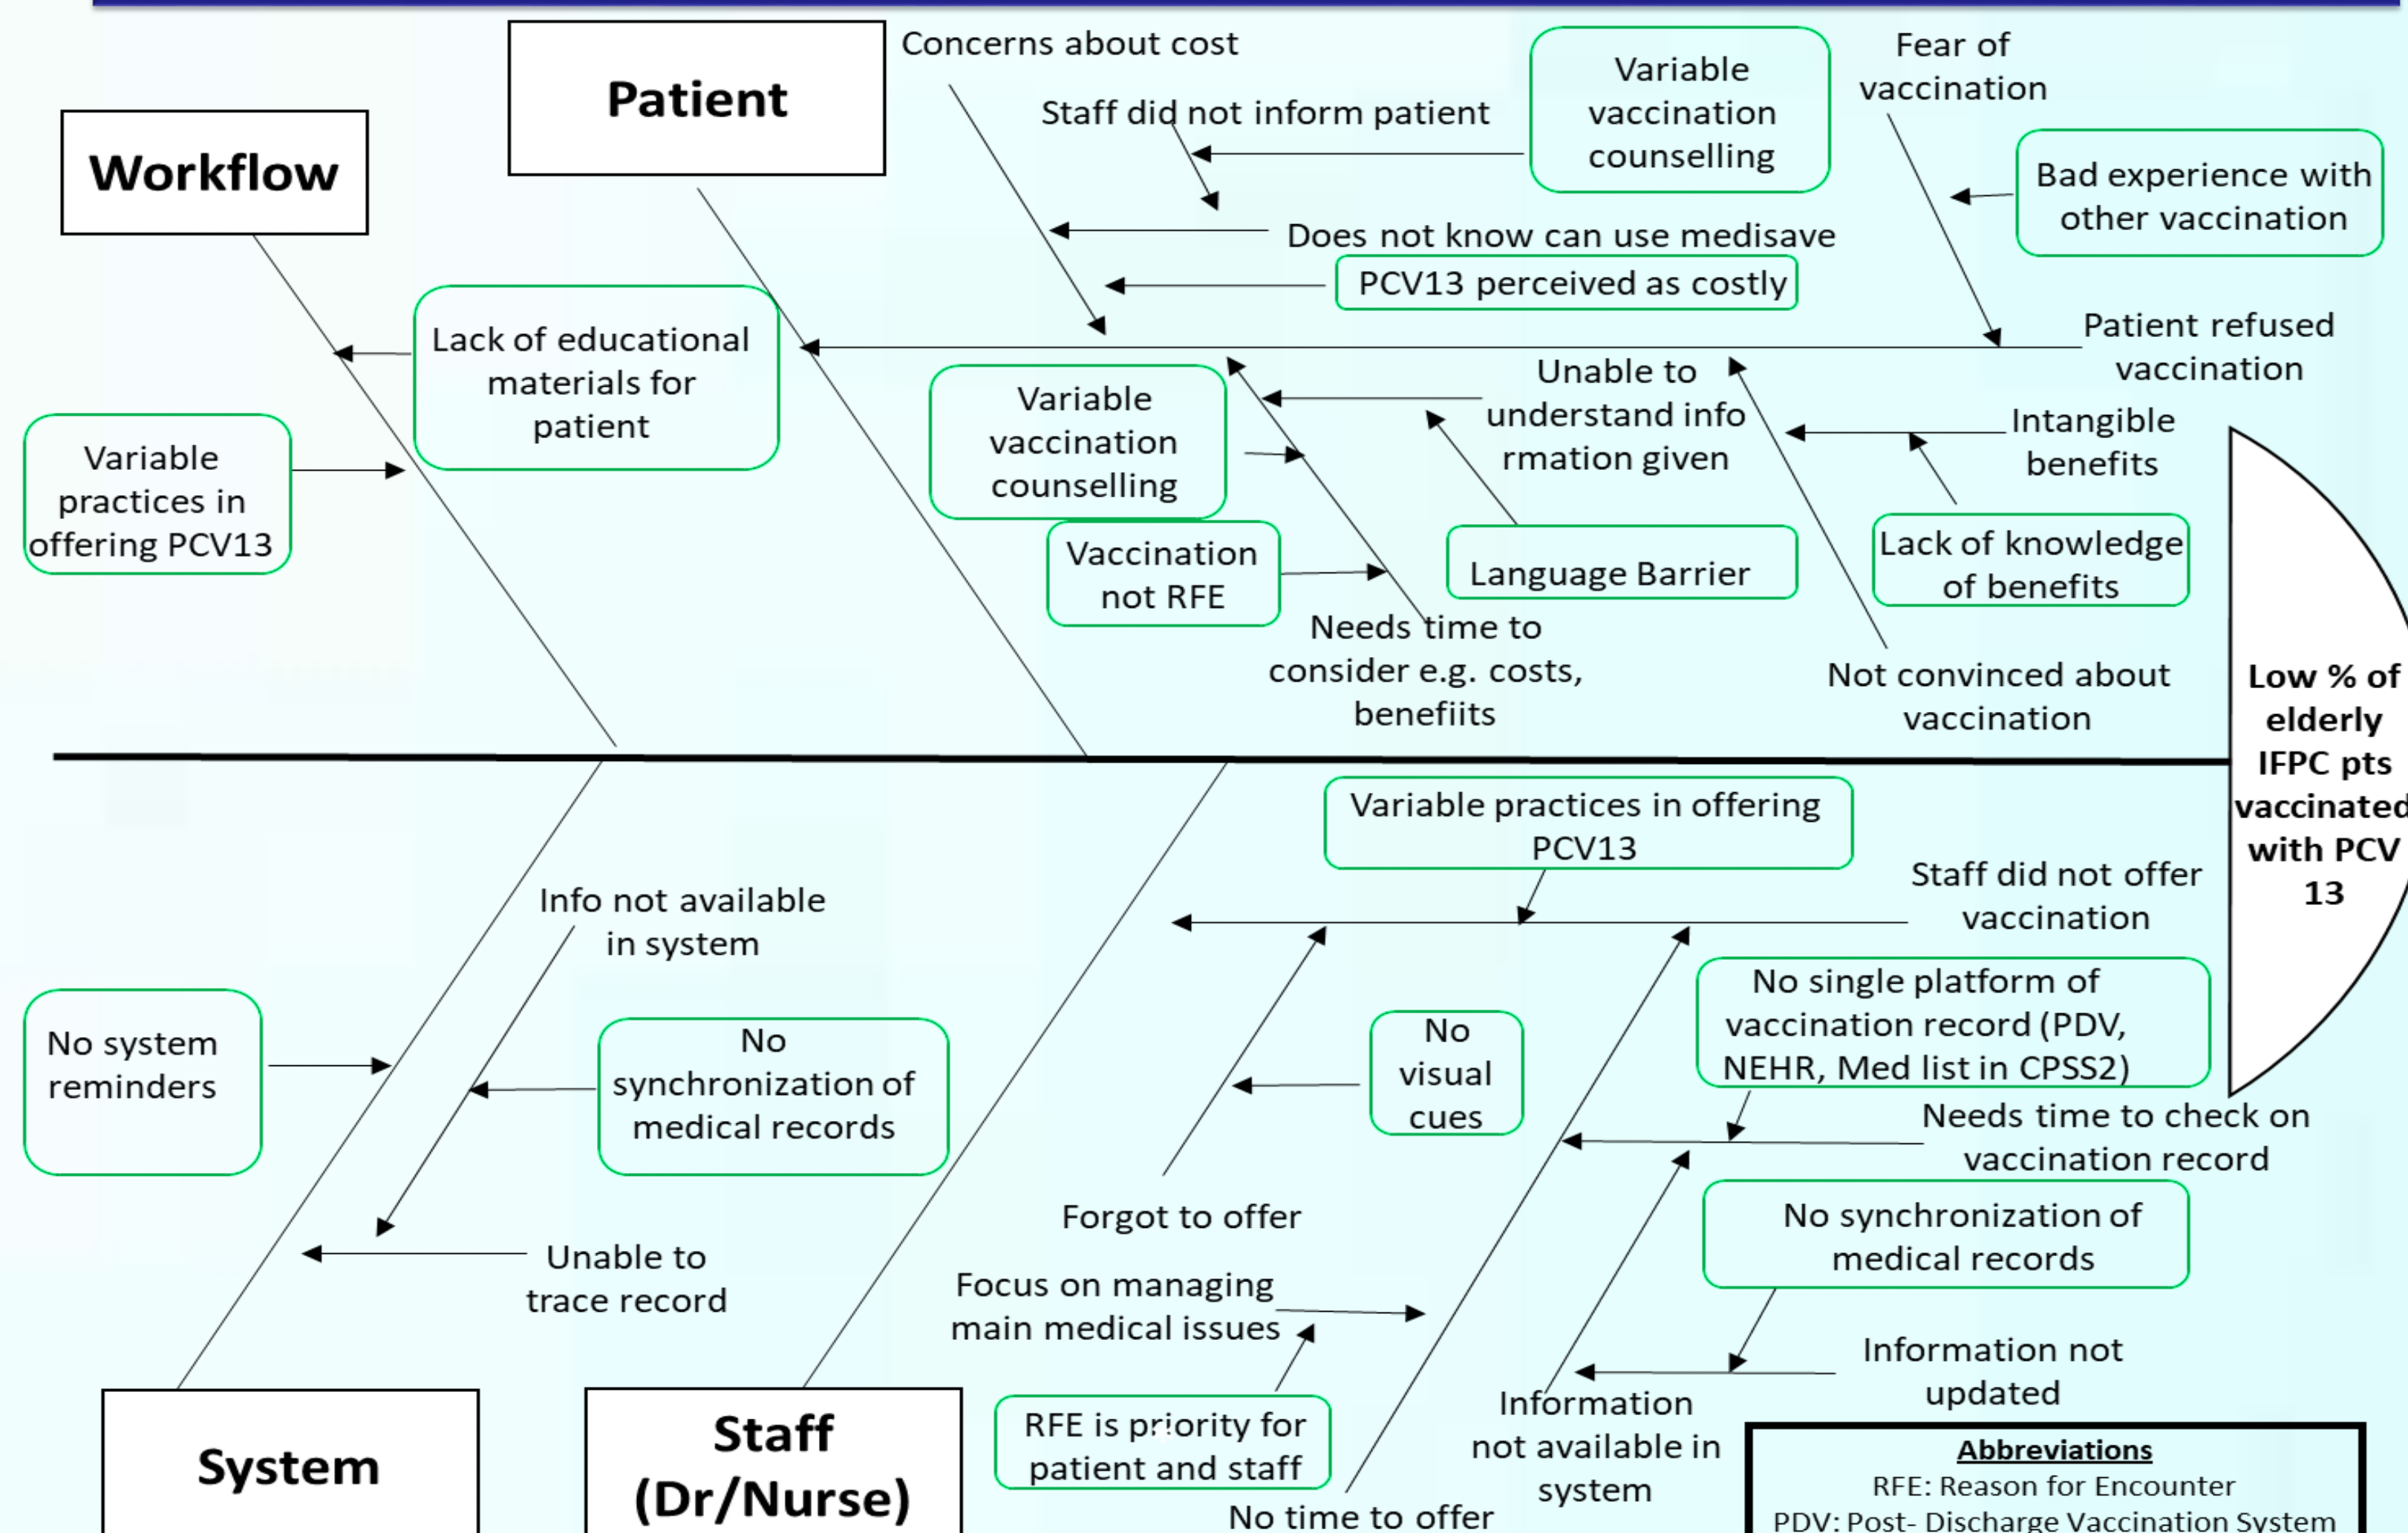 Workflow
Patient
Concerns about cost
Staff did not inform patient
Variable
vaccination
counselling
Fear of
vaccination
Bad experience with
other vaccination
Does not know can use medisave
PCV13 perceived as costly
Patient refused
vaccination
Lack of educational
materials for
patient
Variable
practices in
offering PCV13
Variable
vaccination
counselling
Unable to
understand info
rmation given
Intangible
benefits
Vaccination
not RFE
Language Barrier
Lack of knowledge
of benefits
Needs time to
consider e.g. costs,
benefiits
Not convinced about
vaccination
Low % of
elderly
IFPC pts
vaccinated
with PCV
13
Variable practices in offering
PCV13
Staff did not offer
vaccination
Info not available
in system
No system
reminders
No
synchronization of
medical records
No
visual
cues
No single platform of
vaccination record (PDV,
NEHR, Med list in CPSS2)
Needs time to check on
vaccination record
Forgot to offer
No synchronization of
medical records
Unable to
trace record
Focus on managing
main medical issues
Information not
updated
RFE is priority for
patient and staff
Information
not available in
system
No time to offer
System
Staff
(Dr/Nurse)
Abbreviations
RFE: Reason for Encounter
PDV: Post- Discharge Vaccination System